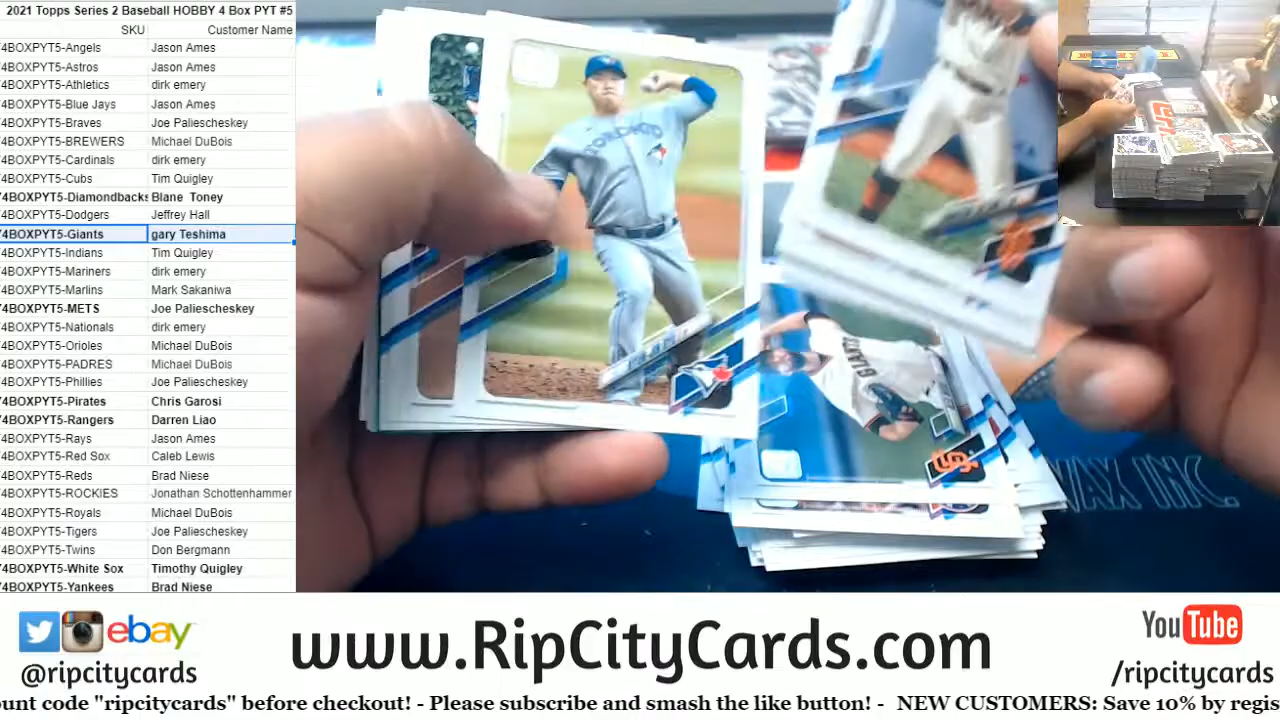 2021 Topps Series 2 Baseball HOBBY 4 Box PYT #5
SKU Customer Name
4BOXPYT5-Angels Jason Ames
4BOXPYT5-Astros Jason Ames
4BOXPYT5-Athletics dirk emery
4BOXPYT5-Blue Jays Jason Ames
4BOXPYT5-Braves Joe Paliescheskey
4BOXPYT5-BREWERS Michael DuBois
4BOXPYT5-Cardinals dirk emery
4BOXPYT5-Cubs Tim Quigley
4BOXPYT5-Diamondbacks Blane Toney
4BOXPYT5-Dodgers Jeffrey Hall
4BOXPYT5-Giants gary Teshima
4BOXPYT5-Indians Tim Quigley
4BOXPYT5-Mariners dirk emery
4BOXPYT5-Marlins Mark Sakaniwa
4BOXPYT5-METS Joe Paliescheskey
4BOXPYT5-Nationals dirk emery
4BOXPYT5-Orioles Michael DuBois
4BOXPYT5-PADRES Michael DuBois
4BOXPYT5-Phillies Joe Paliescheskey
4BOXPYT5-Pirates Chris Garosi
4BOXPYT5-Rangers Darren Liao
4BOXPYT5-Rays Jason Ames
4BOXPYT5-Red Sox Caleb Lewis
4BOXPYT5-Reds Brad Niese
4BOXPYT5-ROCKIES Jonathan Schottenhammer
4BOXPYT5-Royals Michael DuBois
4BOXPYT5-Tigers Joe Paliescheskey
4BOXPYT5-Twins Don Bergmann
4BOXPYT5-White Sox Timothy Quigley
4BOXPYT5-Yankees Brad Niese
TORONTO
GIANTS
WAX INC.
ebay
@ripcitycards
www.RipCityCards.com
YouTube
/ripcitycards
ount code "ripcitycards" before checkout! - Please subscribe and smash the like button! - NEW CUSTOMERS: Save 10% by regis